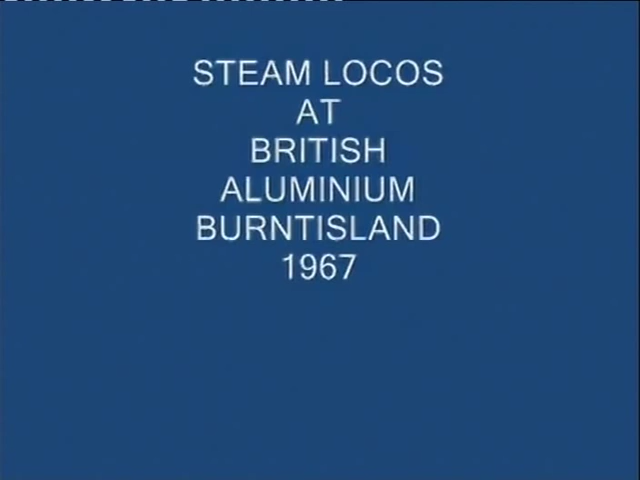 STEAM LOCOS
AT
BRITISH
ALUMINIUM
BURNTISLAND
1967